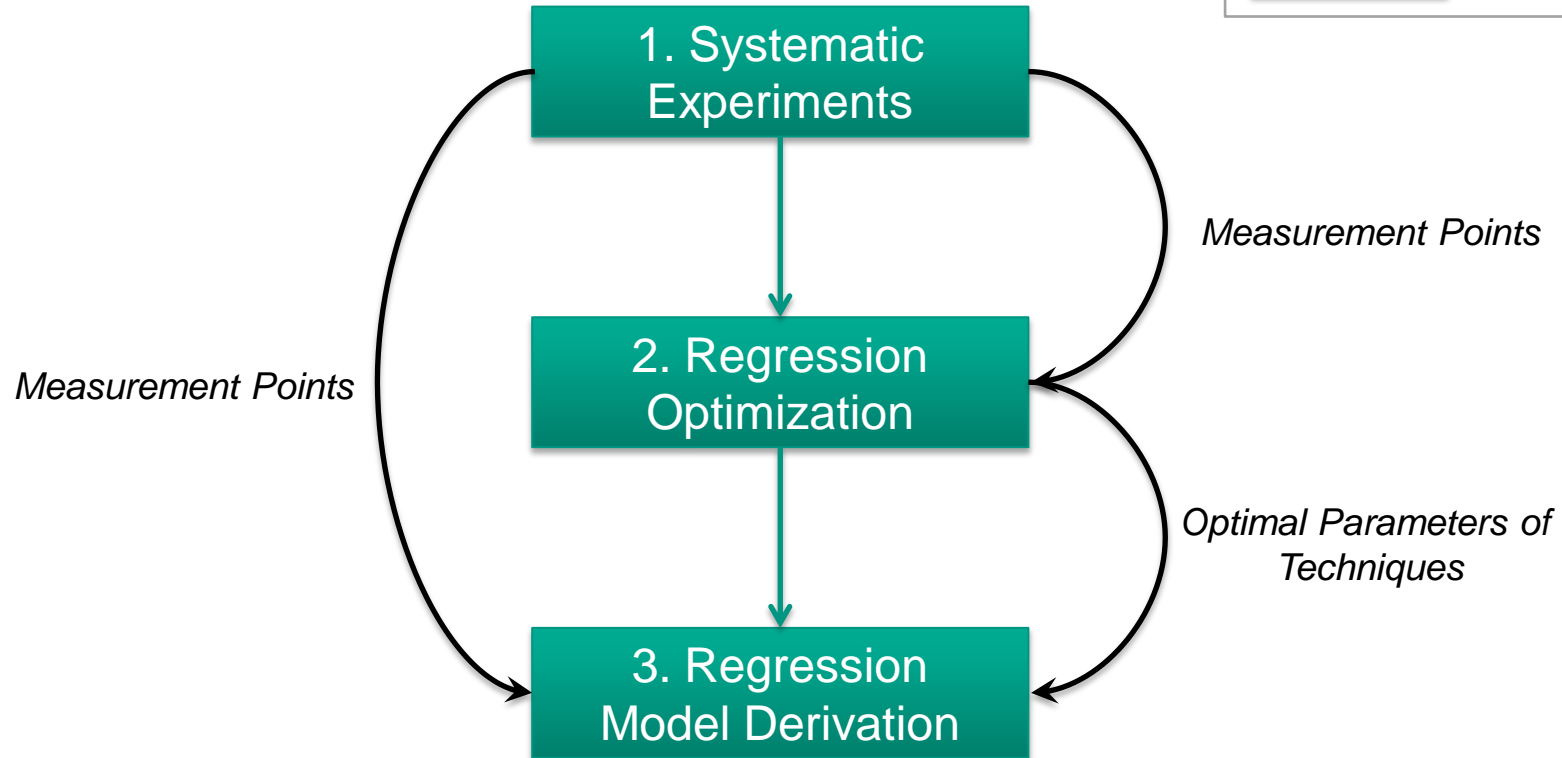 1. Systematic
Experiments
Measurement Points
2. Regression
Optimization
Measurement Points
Optimal Parameters of
Techniques
3. Regression
Model Derivation